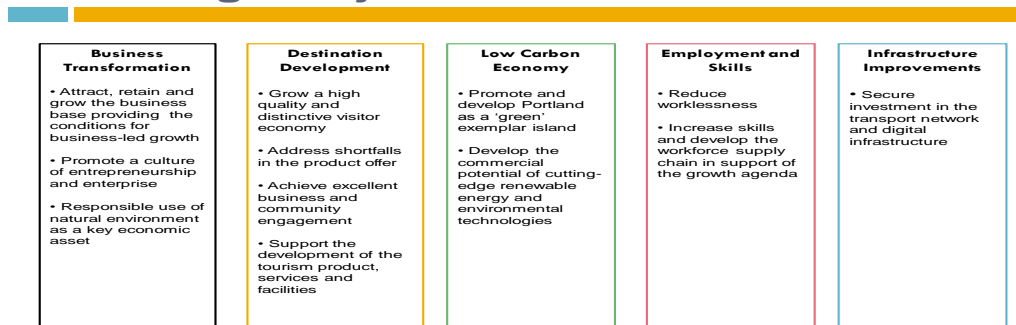 Business
Transformation
• Attract, retain and
grow the business
base providing the
conditions for
business-led growth
• Promote a culture
of entrepreneurship
and enterprise
• Responsible use of
natural environment
as a key economic
asset
Destination
Development
• Grow a high
quality and
distinctive visitor
economy
• Address shortfalls
in the product offer
• Achieve excellent
business and
community
engagement
• Support the
development of the
tourism product,
services and
facilities
Low Carbon
Economy
• Promote and
develop Portland
as a ‘green’
exemplar island
• Develop the
commercial
potential of cutting-
edge renewable
energy and
environmental
technologies
Employment and
Skills
• Reduce
worklessness
• Increase skills
and develop the
workforce supply
chain in support of
the growth agenda
Infrastructure
Improvements
• Secure
investment in the
transport network
and digital
infrastructure